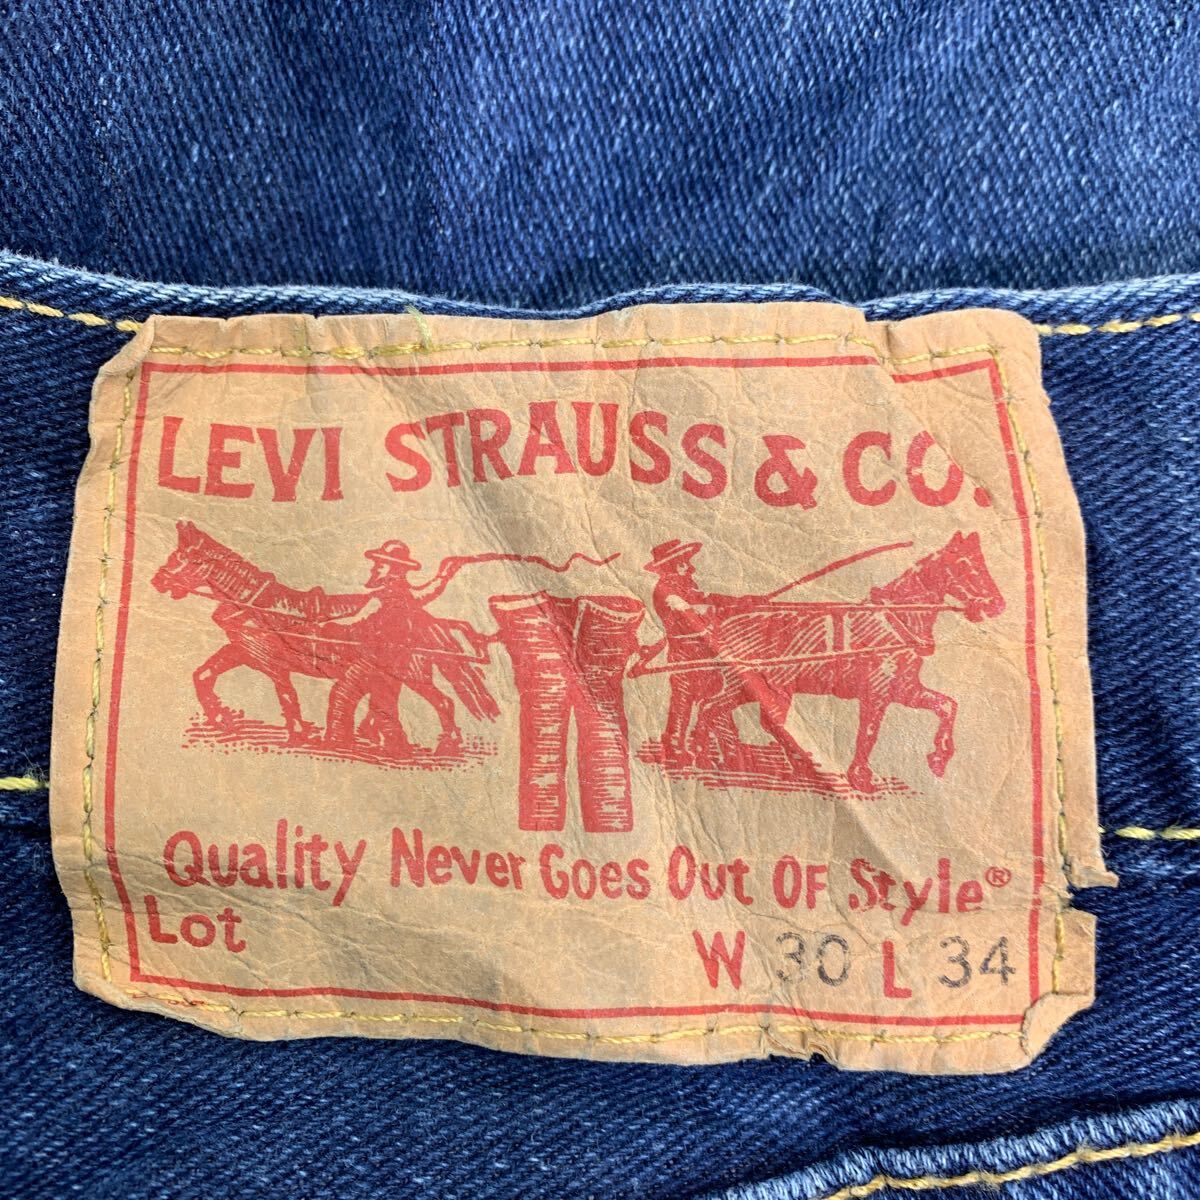 LEVI STRAUSS & CO.
Quality Never Goes Out Of Style®
Lot
W 30 L 34